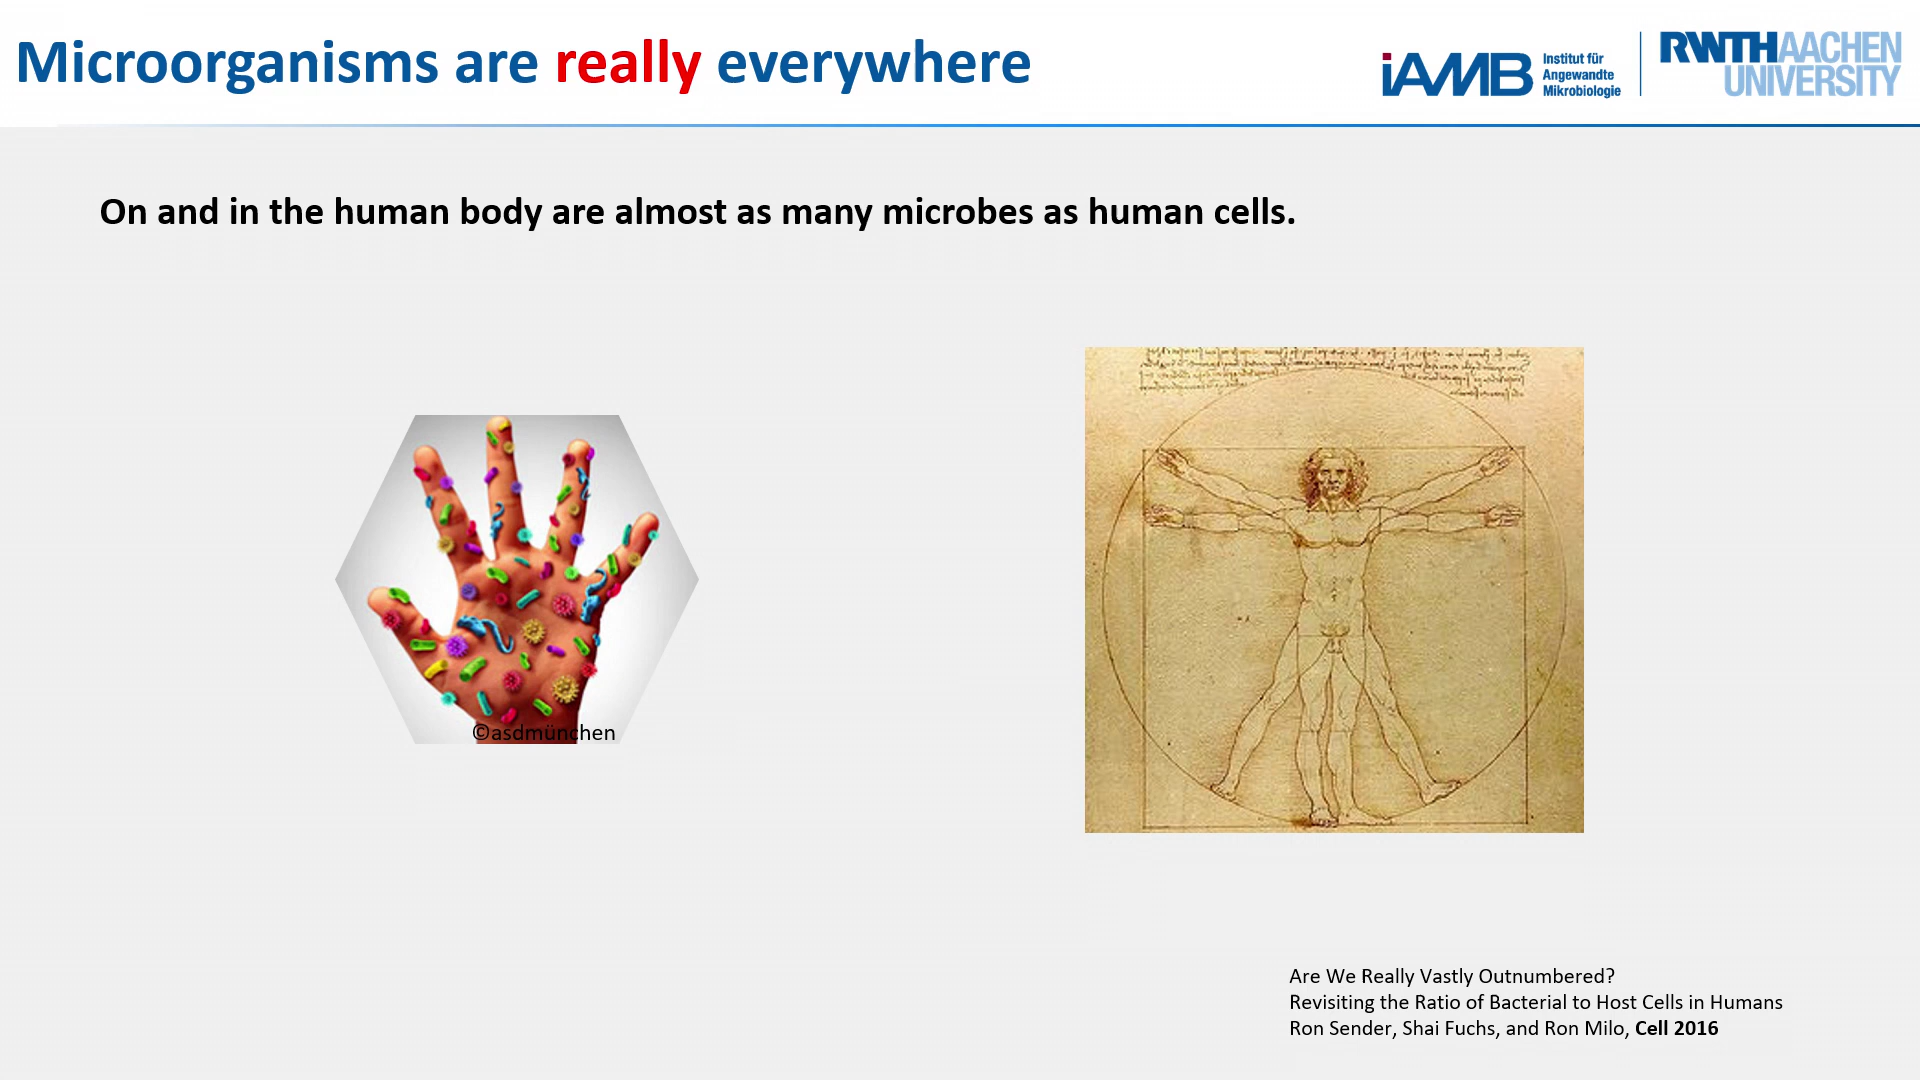 Microorganisms are really everywhere
iAMB
Institut für
Angewandte
Mikrobiologie
RWTHAACHEN
UNIVERSITY
On and in the human body are almost as many microbes as human cells.
©asdmünchen
Are We Really Vastly Outnumbered?
Revisiting the Ratio of Bacterial to Host Cells in Humans
Ron Sender, Shai Fuchs, and Ron Milo, Cell 2016